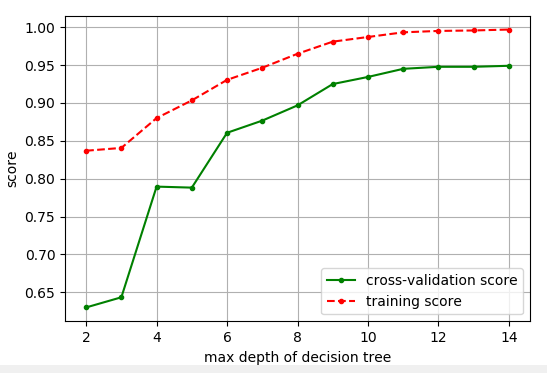 1.00
0.95
0.90
0.85
0.80
0.75
0.70
0.65
score
cross-validation score
training score
2 4 6 8 10 12 14
max depth of decision tree